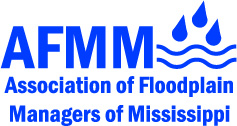 AFMM
Association of Floodplain
Managers of Mississippi